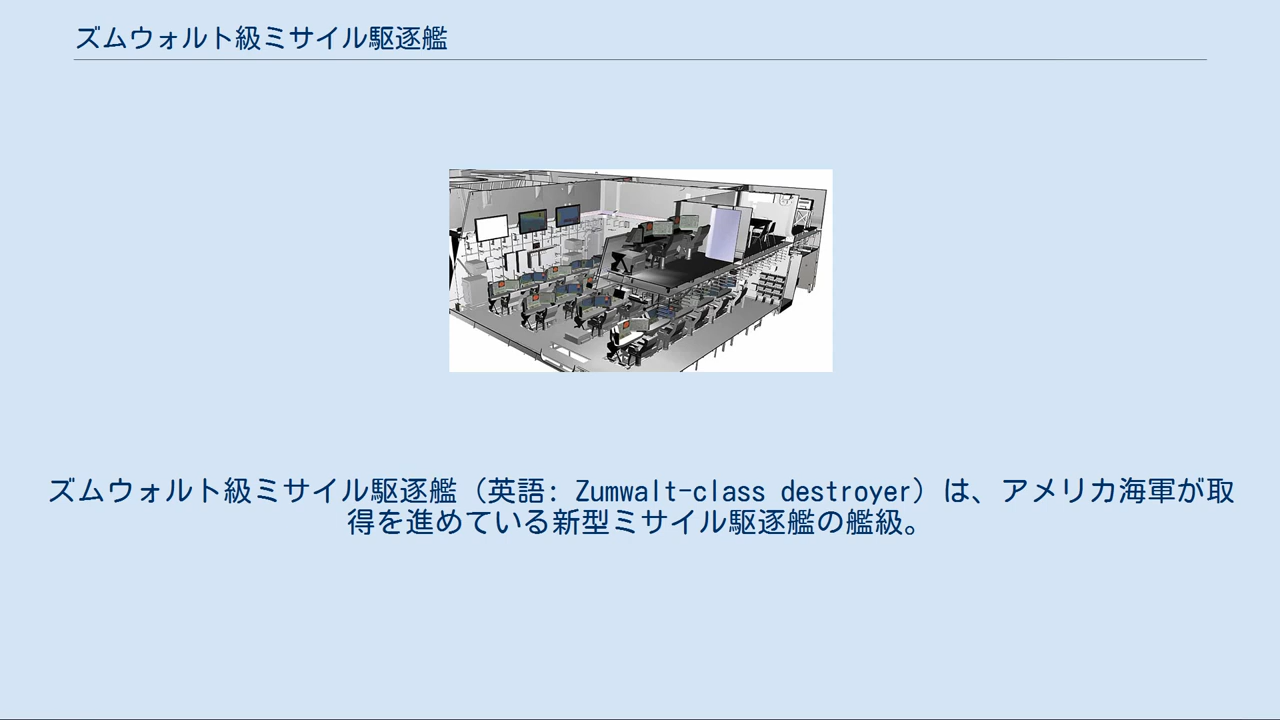 ズムウォルト級ミサイル駆逐艦
ズムウォルト級ミサイル駆逐艦（英語: Zumwalt-class destroyer）は、アメリカ海軍が取
得を進めている新型ミサイル駆逐艦の艦級。